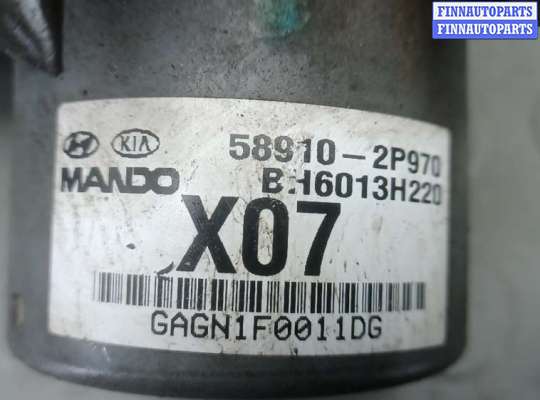 FINNAUTOPARTS
FINNAUTOPARTS
KIA 58910-2P970
MANDO BH6013H220
X07
GAGN1F0011DG